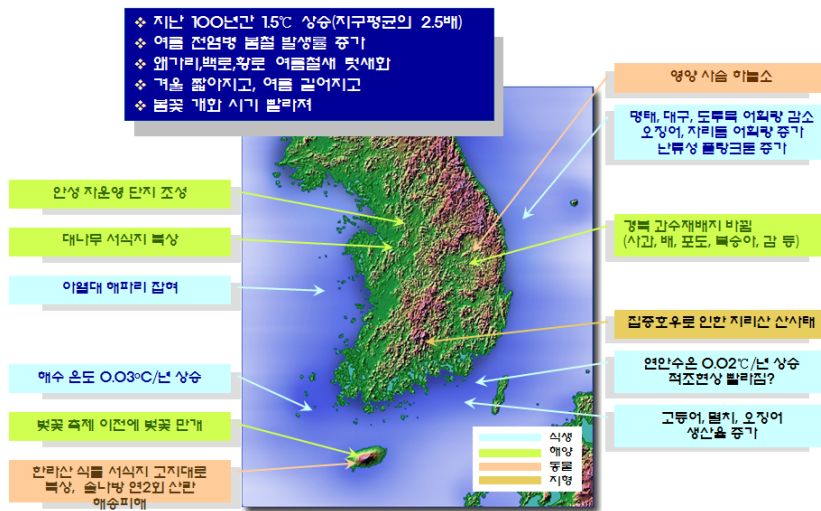 지난 100년간 1.5℃ 상승(지구평균의 2.5배)
여름 전염병 봄철 발생률 증가
왜가리,백로,황로 여름철새 텃새화
겨울 짧아지고, 여름 길어지고
봄꽃 개화 시기 빨라져
영양 사슴 하늘소
명태, 대구, 도루묵 어획량 감소
오징어, 자리돔 어획량 증가
난류성 플랑크톤 증가
안성 자운영 단지 조성
대나무 서식지 북상
경북 과수재배지 바뀜
(사과, 배, 포도, 복숭아, 감 등)
아열대 해파리 잡혀
집중호우로 인한 지리산 산사태
해수 온도 0.03℃/년 상승
연안수온 0.02℃/년 상승
적조현상 빨라짐?
벚꽃 축제 이전에 벚꽃 만개
고등어, 멸치, 오징어
생산율 증가
한라산 식물 서식지 고지대로
북상, 솔나방 연2회 산란
해송피해
식생
해양
동물
지형